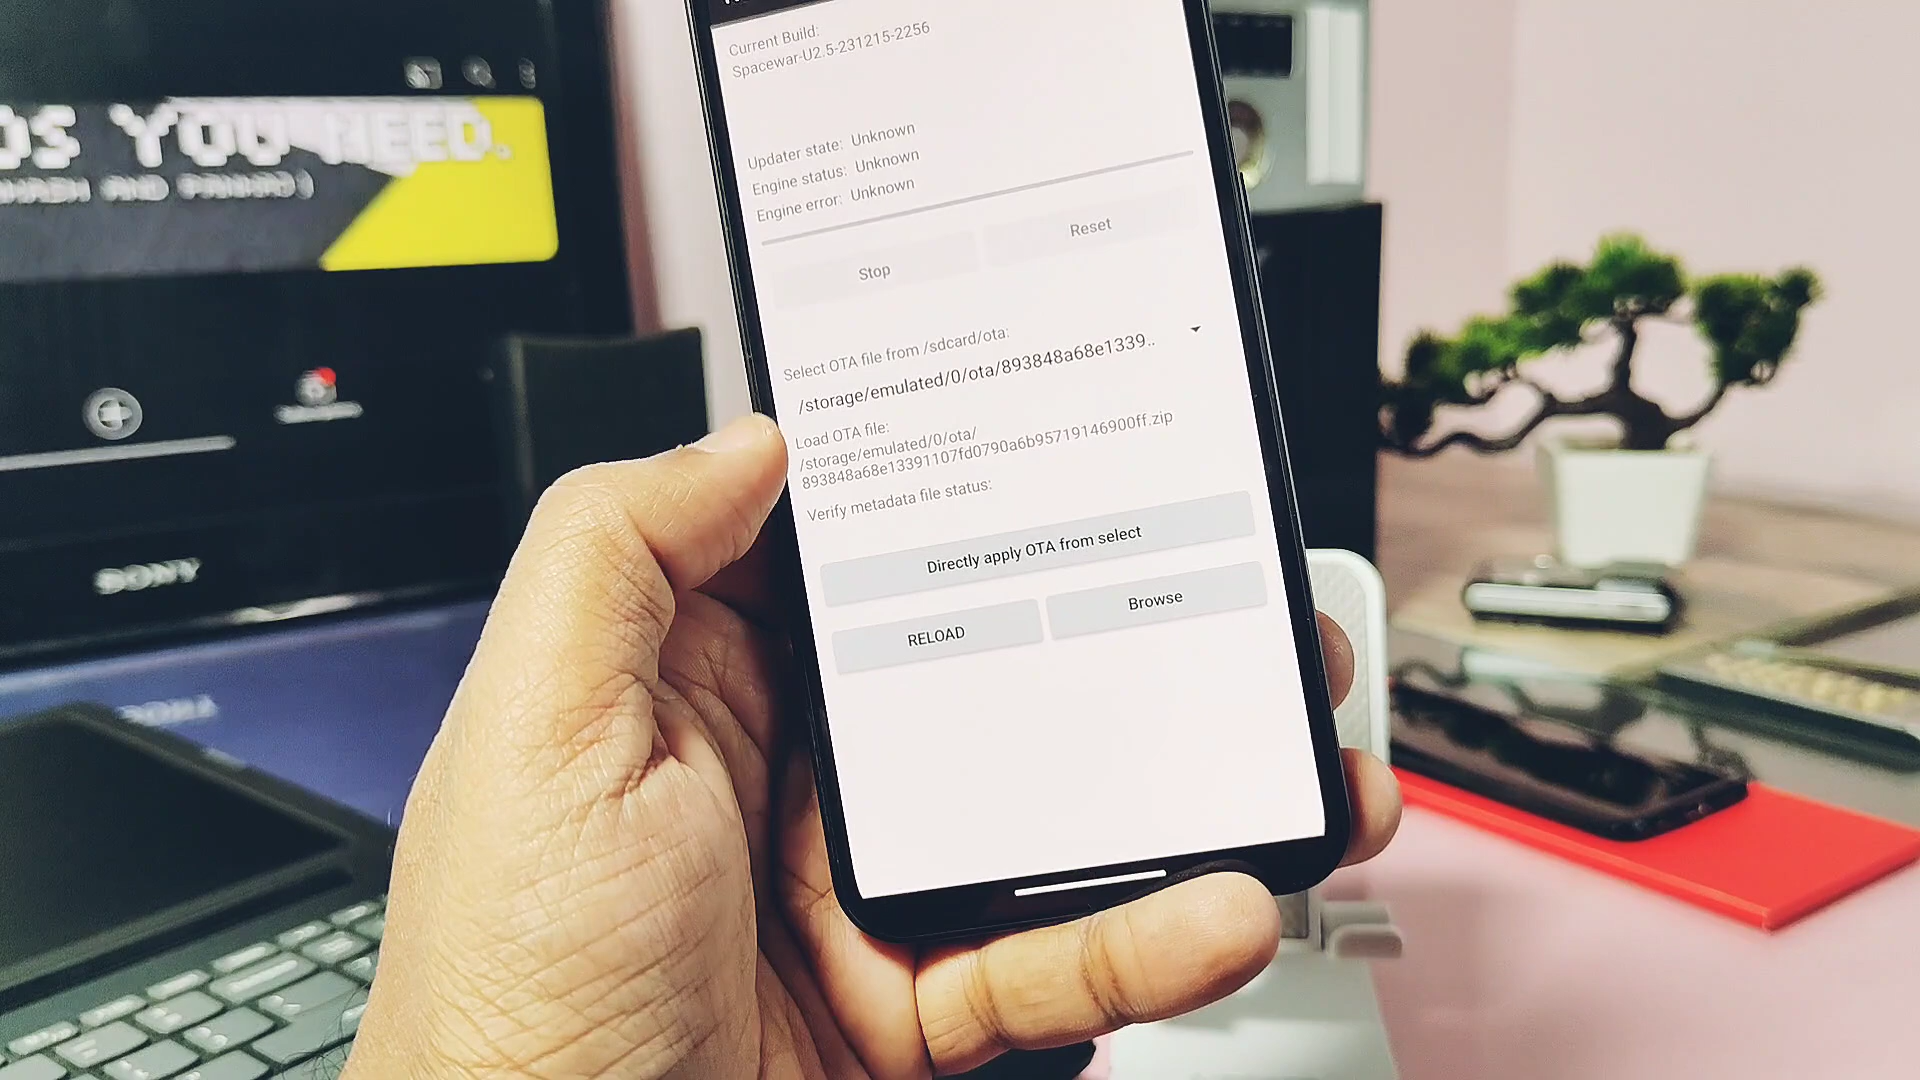 YOU NEED.
Current Build:
Spacewar-U2.5-231215-2256
Updater state: Unknown
Engine status: Unknown
Engine error: Unknown
Stop
Reset
Select OTA file from /sdcard/ota:
/storage/emulated/0/ota/893848a68e1339..
Load OTA file:
/storage/emulated/0/ota/
893848a68e13391107fd0790a6b95719146900ff.zip
Verify metadata file status:
Directly apply OTA from select
RELOAD
Browse
SONY